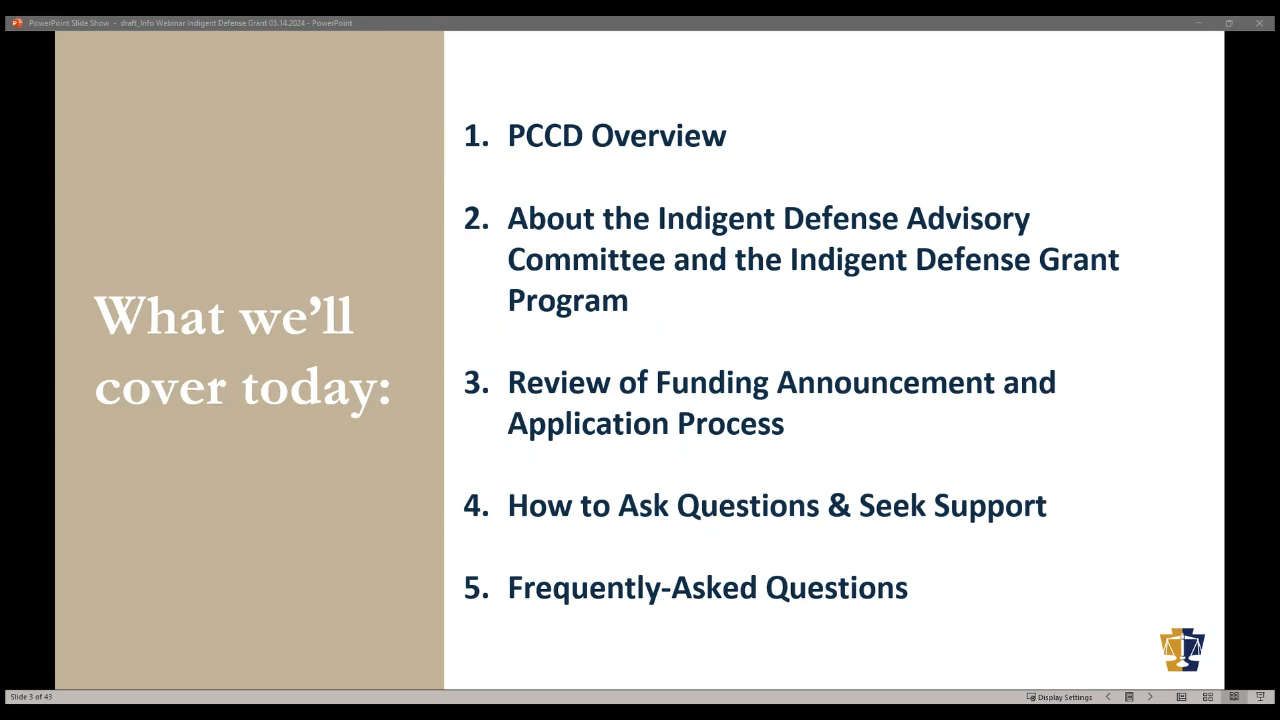 PowerPoint Slide Show - draft_Info Webinar Indigent Defense Grant 05.14.2024 - PowerPoint
What we'll
cover today:
1. PCCD Overview
2. About the Indigent Defense Advisory
Committee and the Indigent Defense Grant
Program
3. Review of Funding Announcement and
Application Process
4. How to Ask Questions & Seek Support
5. Frequently-Asked Questions
Slide 3 of 43
Display Settings